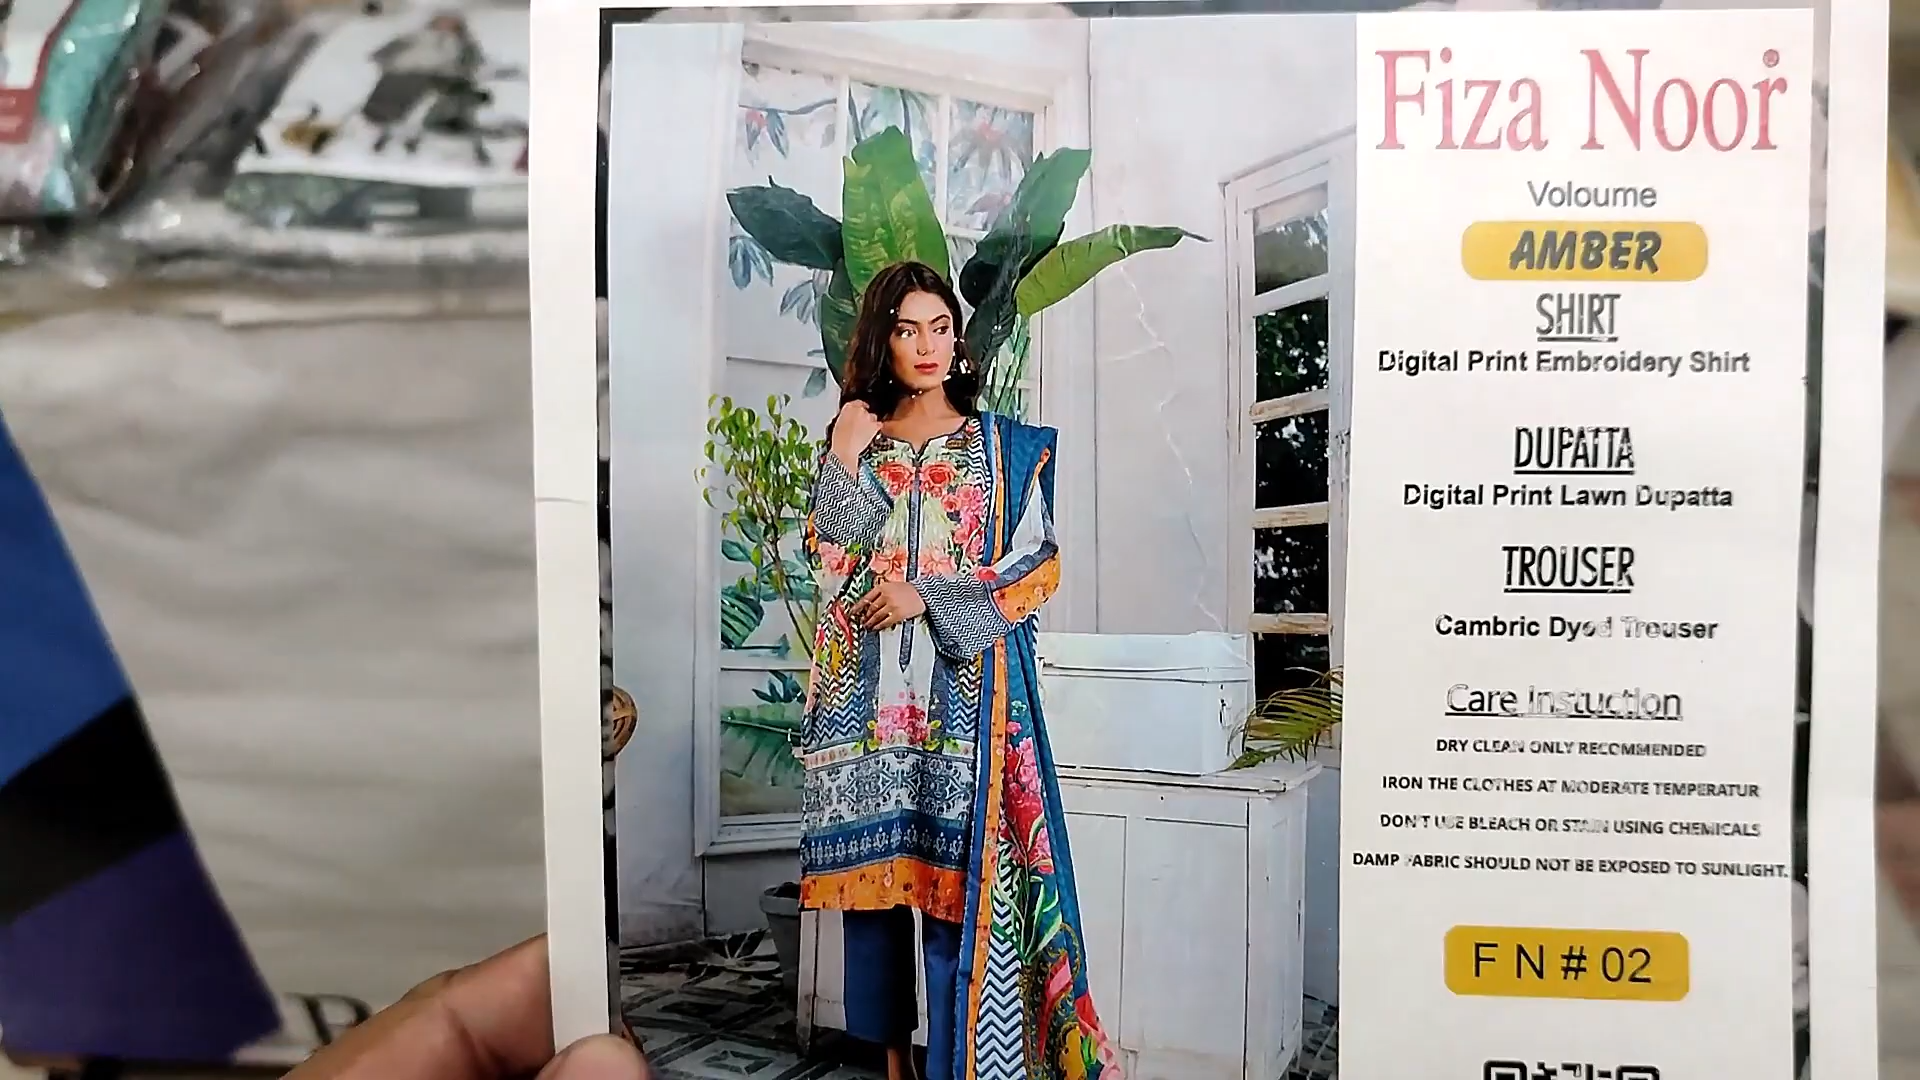 Fiza Noor
Voloume
AMBER
SHIRT
Digital Print Embroidery Shirt
DUPATTA
Digital Print Lawn Dupatta
TROUSER
Cambric Dyed Trouser
Care Instuction
DRY CLEAN ONLY RECOMMENDED
IRON THE CLOTHES AT MODERATE TEMPERATUR
DON'T USE BLEACH OR STAIN USING CHEMICALS
DAMP FABRIC SHOULD NOT BE EXPOSED TO SUNLIGHT.
F N # 02